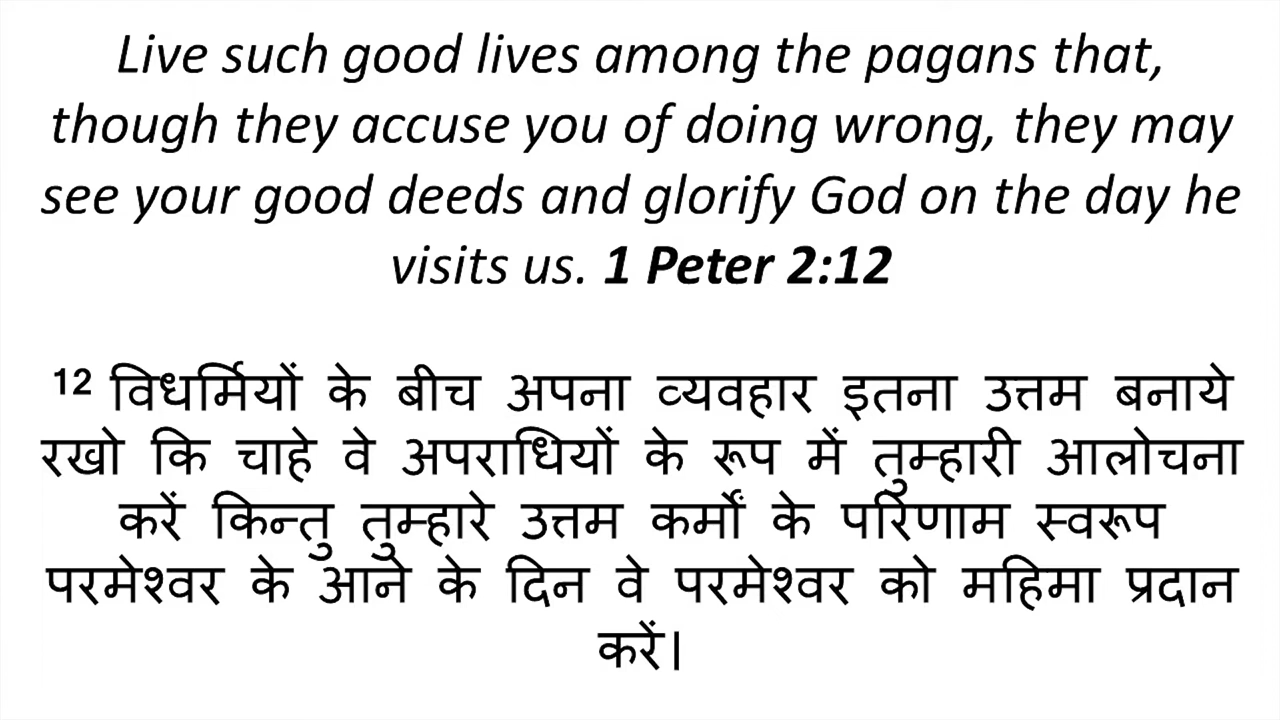 Live such good lives among the pagans that,
though they accuse you of doing wrong, they may
see your good deeds and glorify God on the day he
visits us. 1 Peter 2:12
12 विधर्मियों के बीच अपना व्यवहार इतना उत्तम बनाये
रखो कि चाहे वे अपराधियों के रूप में तुम्हारी आलोचना
करें किन्तु तुम्हारे उत्तम कर्मों के परिणाम स्वरूप
परमेश्वर के आने के दिन वे परमेश्वर को महिमा प्रदान
करें।